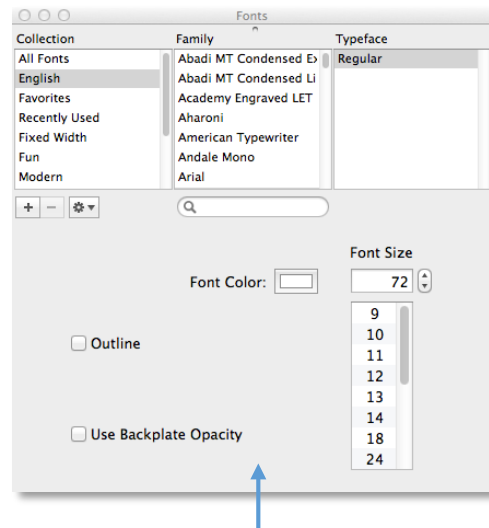 Fonts
Collection Family Typeface
All Fonts Abadi MT Condensed Ex Regular
English Abadi MT Condensed Li
Favorites Academy Engraved LET
Recently Used Aharoni
Fixed Width American Typewriter
Fun Andale Mono
Modern Arial
Font Size
Font Color: 72
9
Outline 10
11
12
13
14
Use Backplate Opacity 18
24